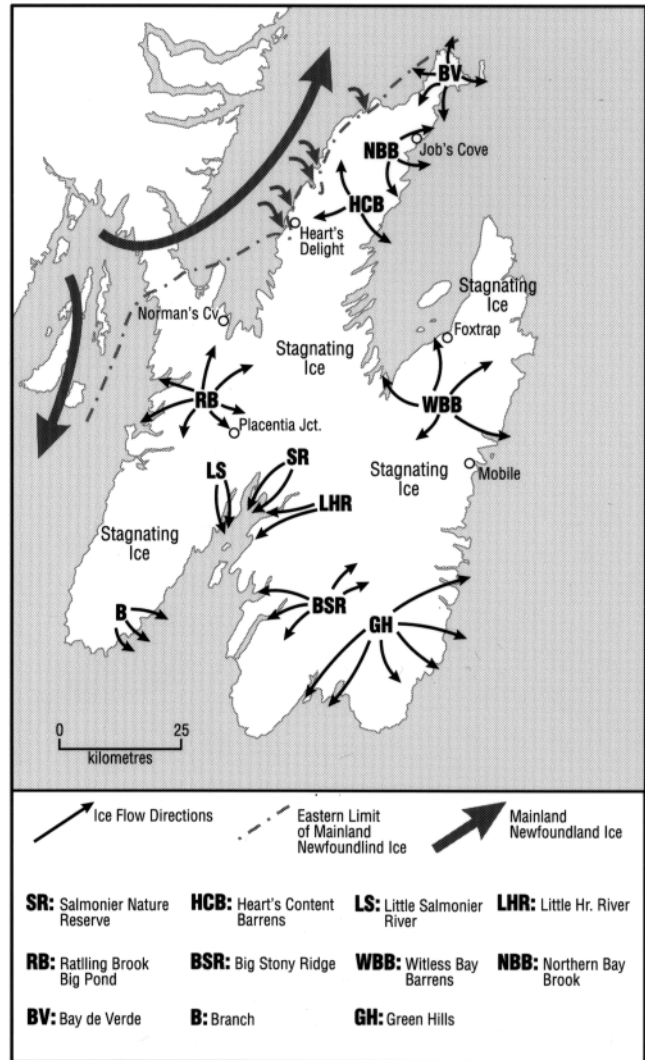 BV
NBB
Job's Cove
HCB
Heart's
Delight
Stagnating
Ice
Norman's Cv
Foxtrap
Stagnating
Ice
RB
WBB
Placentia Jct.
SR
LS
Stagnating
Ice
Mobile
LHR
Stagnating
Ice
BSR
B
GH
0 25
kilometres
Ice Flow Directions
Eastern Limit
of Mainland
Newfoundlind Ice
Mainland
Newfoundland Ice
SR: Salmonier Nature
Reserve
HCB: Heart's Content
Barrens
LS: Little Salmonier
River
LHR: Little Hr. River
RB: Ratlling Brook
Big Pond
BSR: Big Stony Ridge
WBB: Witless Bay
Barrens
NBB: Northern Bay
Brook
BV: Bay de Verde
B: Branch
GH: Green Hills